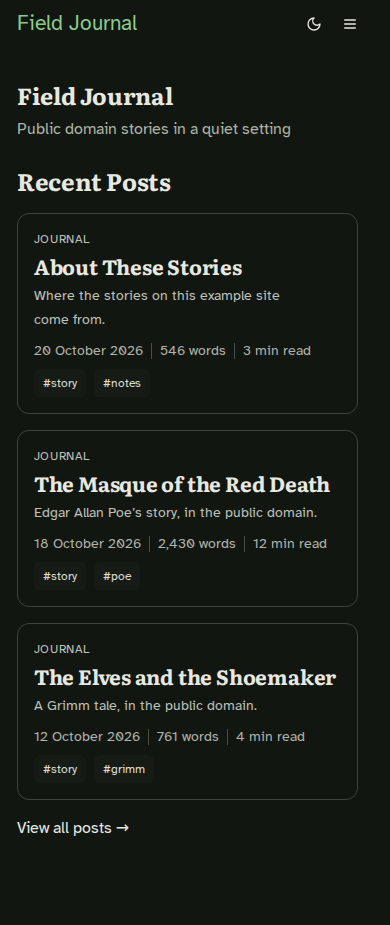 Field Journal
Field Journal
Public domain stories in a quiet setting
Recent Posts
JOURNAL
About These Stories
Where the stories on this example site
come from.
20 October 2026 | 546 words | 3 min read
#story #notes
JOURNAL
The Masque of the Red Death
Edgar Allan Poe's story, in the public domain.
18 October 2026 | 2,430 words | 12 min read
#story #poe
JOURNAL
The Elves and the Shoemaker
A Grimm tale, in the public domain.
12 October 2026 | 761 words | 4 min read
#story #grimm
View all posts →